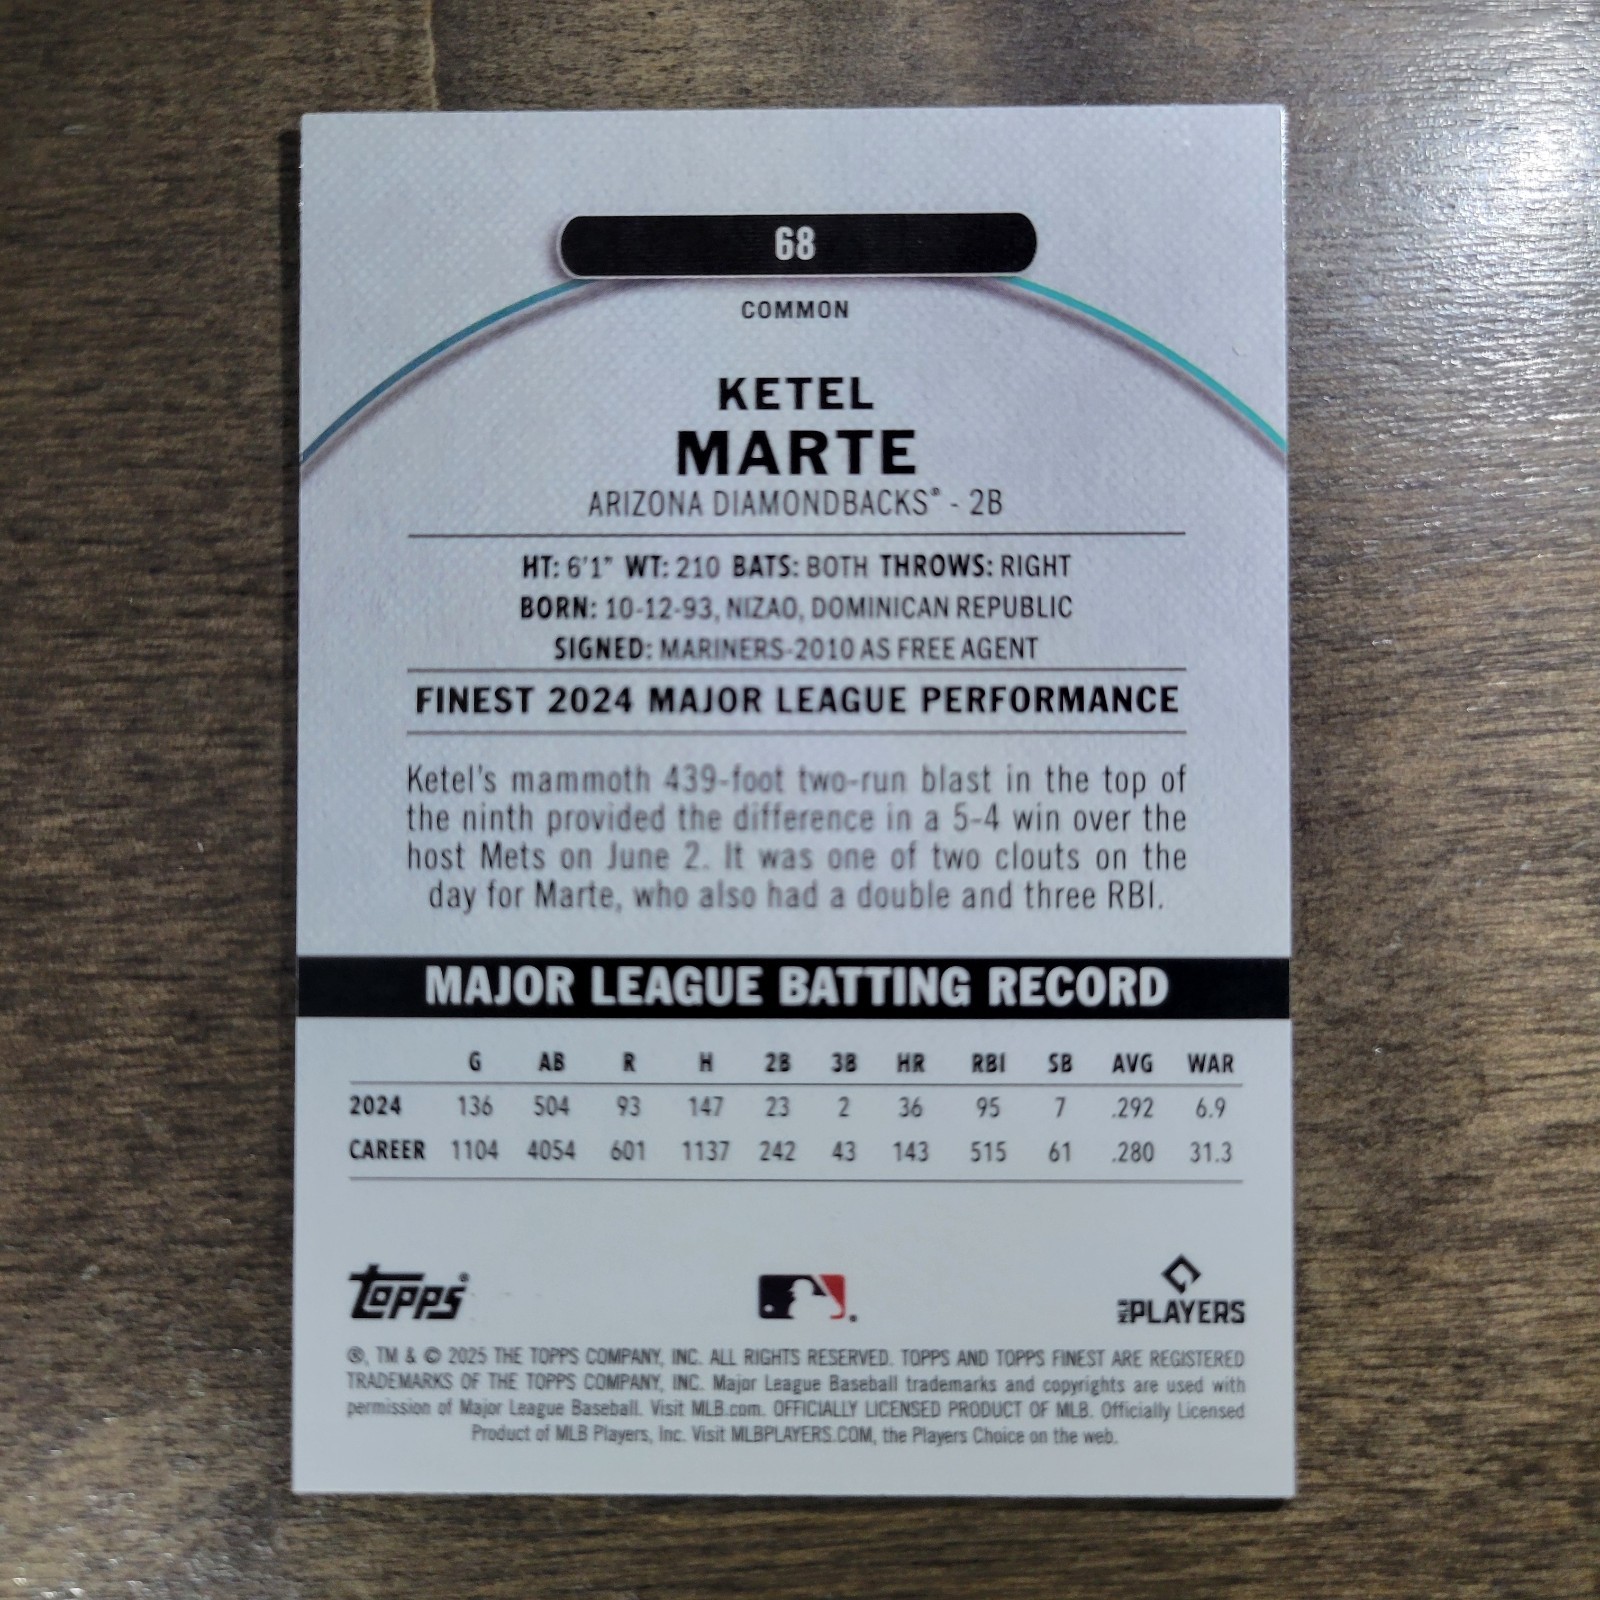 68
COMMON
KETEL
MARTE
ARIZONA DIAMONDBACKS® - 2B
HT: 6'1" WT: 210 BATS: BOTH THROWS: RIGHT
BORN: 10-12-93, NIZAO, DOMINICAN REPUBLIC
SIGNED: MARINERS-2010 AS FREE AGENT
FINEST 2024 MAJOR LEAGUE PERFORMANCE
Ketel's mammoth 439-foot two-run blast in the top of
the ninth provided the difference in a 5-4 win over the
host Mets on June 2. It was one of two clouts on the
day for Marte, who also had a double and three RBI.
MAJOR LEAGUE BATTING RECORD
G AB R H 2B 3B HR RBI SB AVG WAR
2024 136 504 93 147 23 2 36 95 7 .292 6.9
CAREER 1104 4054 601 1137 242 43 143 515 61 .280 31.3
Topps® MLB PLAYERS
®, TM & © 2025 THE TOPPS COMPANY, INC. ALL RIGHTS RESERVED. TOPPS AND TOPPS FINEST ARE REGISTERED
TRADEMARKS OF THE TOPPS COMPANY, INC. Major League Baseball trademarks and copyrights are used with
permission of Major League Baseball. Visit MLB.com. OFFICIALLY LICENSED PRODUCT OF MLB. Officially Licensed
Product of MLB Players, Inc. Visit MLBPLAYERS.COM, the Players Choice on the web.